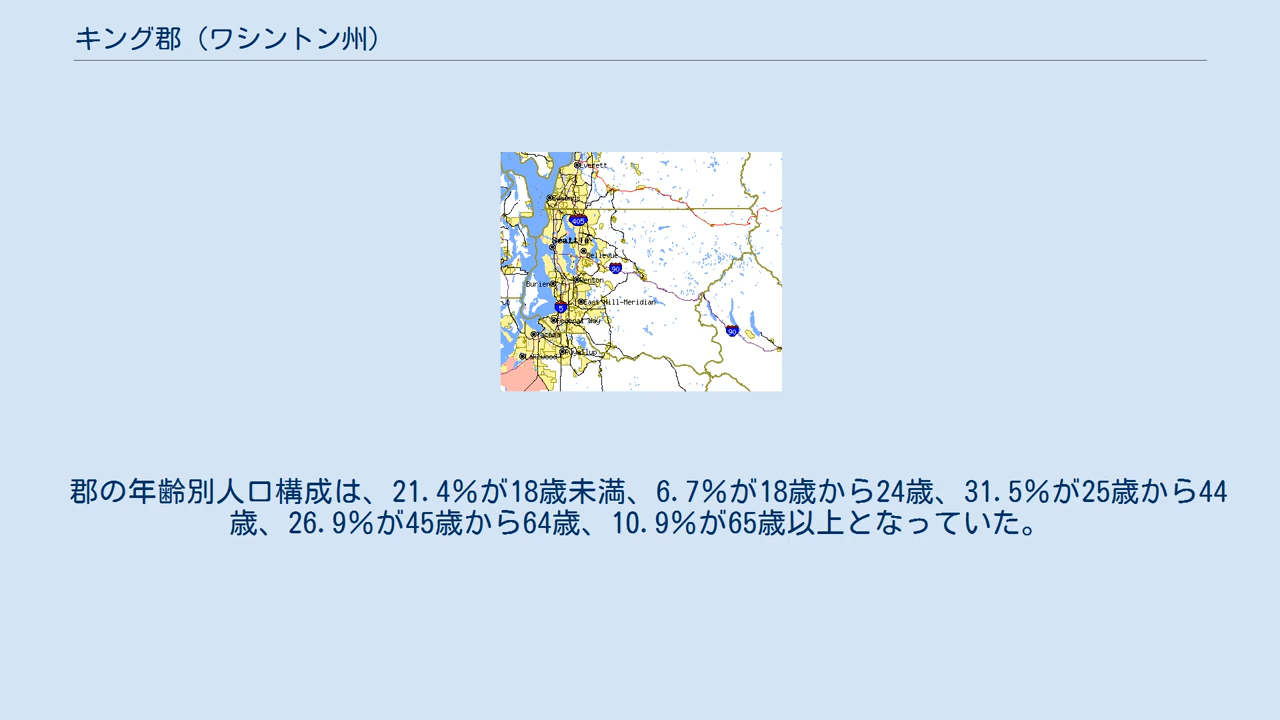 キング郡（ワシントン州）
Everett
405
Seattle
Bellevue
90
Burien
Renton
East Hill-Meridian
5
Federal Way
90
Tacoma
Puyallup
Lakewood
郡の年齢別人口構成は、21.4%が18歳未満、6.7%が18歳から24歳、31.5%が25歳から44
歳、26.9%が45歳から64歳、10.9%が65歳以上となっていた。